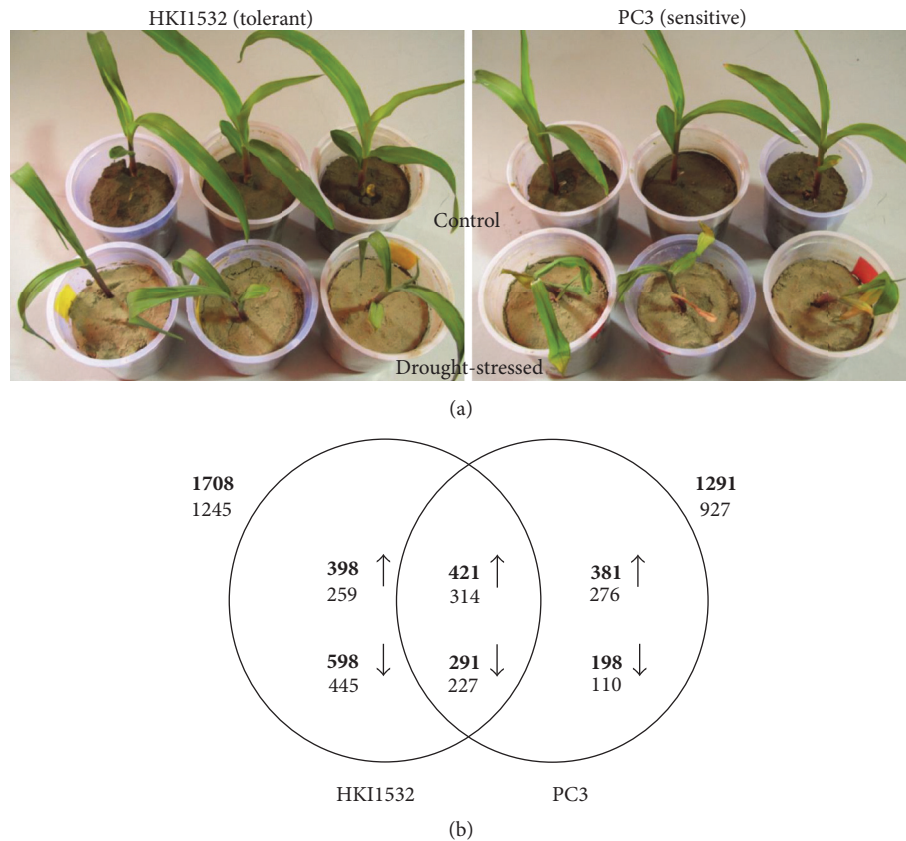 HKI1532 (tolerant)
PC3 (sensitive)
Control
Drought-stressed
(a)
1708
1245
1291
927
398 ↑
259
421 ↑
314
381 ↑
276
598 ↓
445
291 ↓
227
198 ↓
110
HKI1532
PC3
(b)